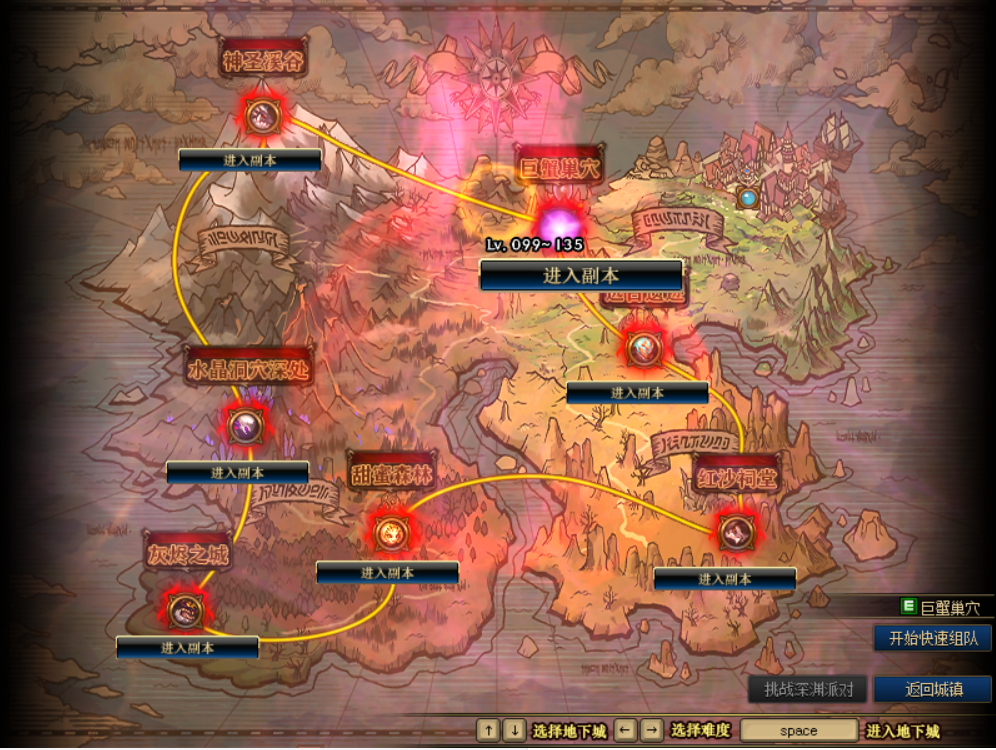 神圣溪谷
进入副本
巨蟹巢穴
Lv. 099~135
进入副本
进入副本
水晶洞穴深处
进入副本
甜蜜森林
进入副本
红沙祠堂
进入副本
灰烬之城
进入副本
E 巨蟹巢穴
开始快速组队
挑战深渊派对
返回城镇
↑ ↓ 选择地下城 ← → 选择难度 space 进入地下城